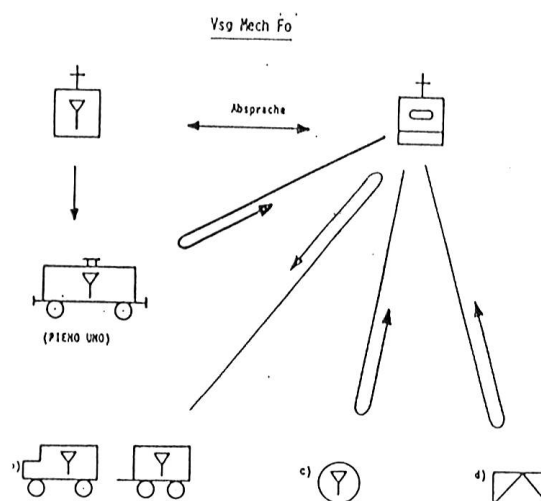 Vsg Mech Fo
Absprache
(PIENO UNO)
)
c)
d)